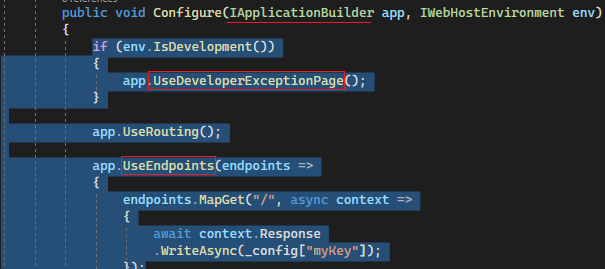 public void Configure(IApplicationBuilder app, IWebHostEnvironment env)
{
if (env.IsDevelopment())
{
app.UseDeveloperExceptionPage();
}
app.UseRouting();
app.UseEndpoints(endpoints =>
{
endpoints.MapGet("/", async context =>
{
await context.Response
.WriteAsync(_config["myKey"]);
});